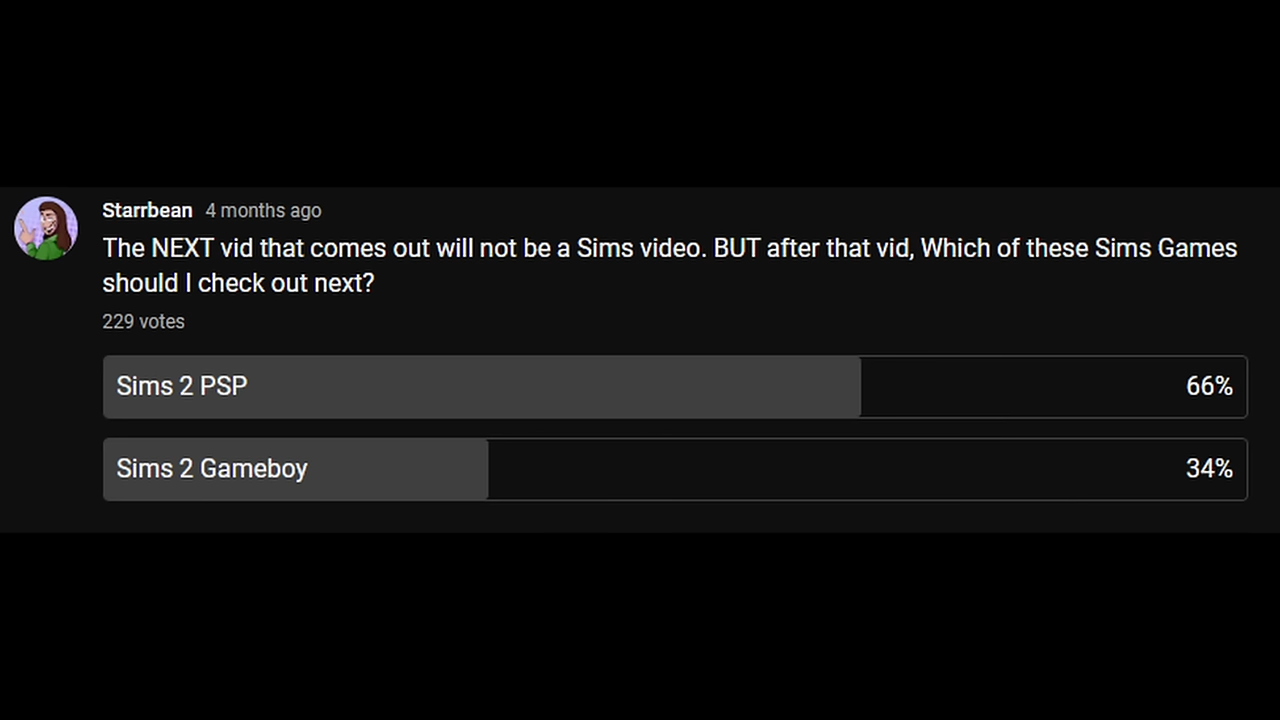 Starrbean 4 months ago
The NEXT vid that comes out will not be a Sims video. BUT after that vid, Which of these Sims Games
should I check out next?
229 votes
Sims 2 PSP 66%
Sims 2 Gameboy 34%